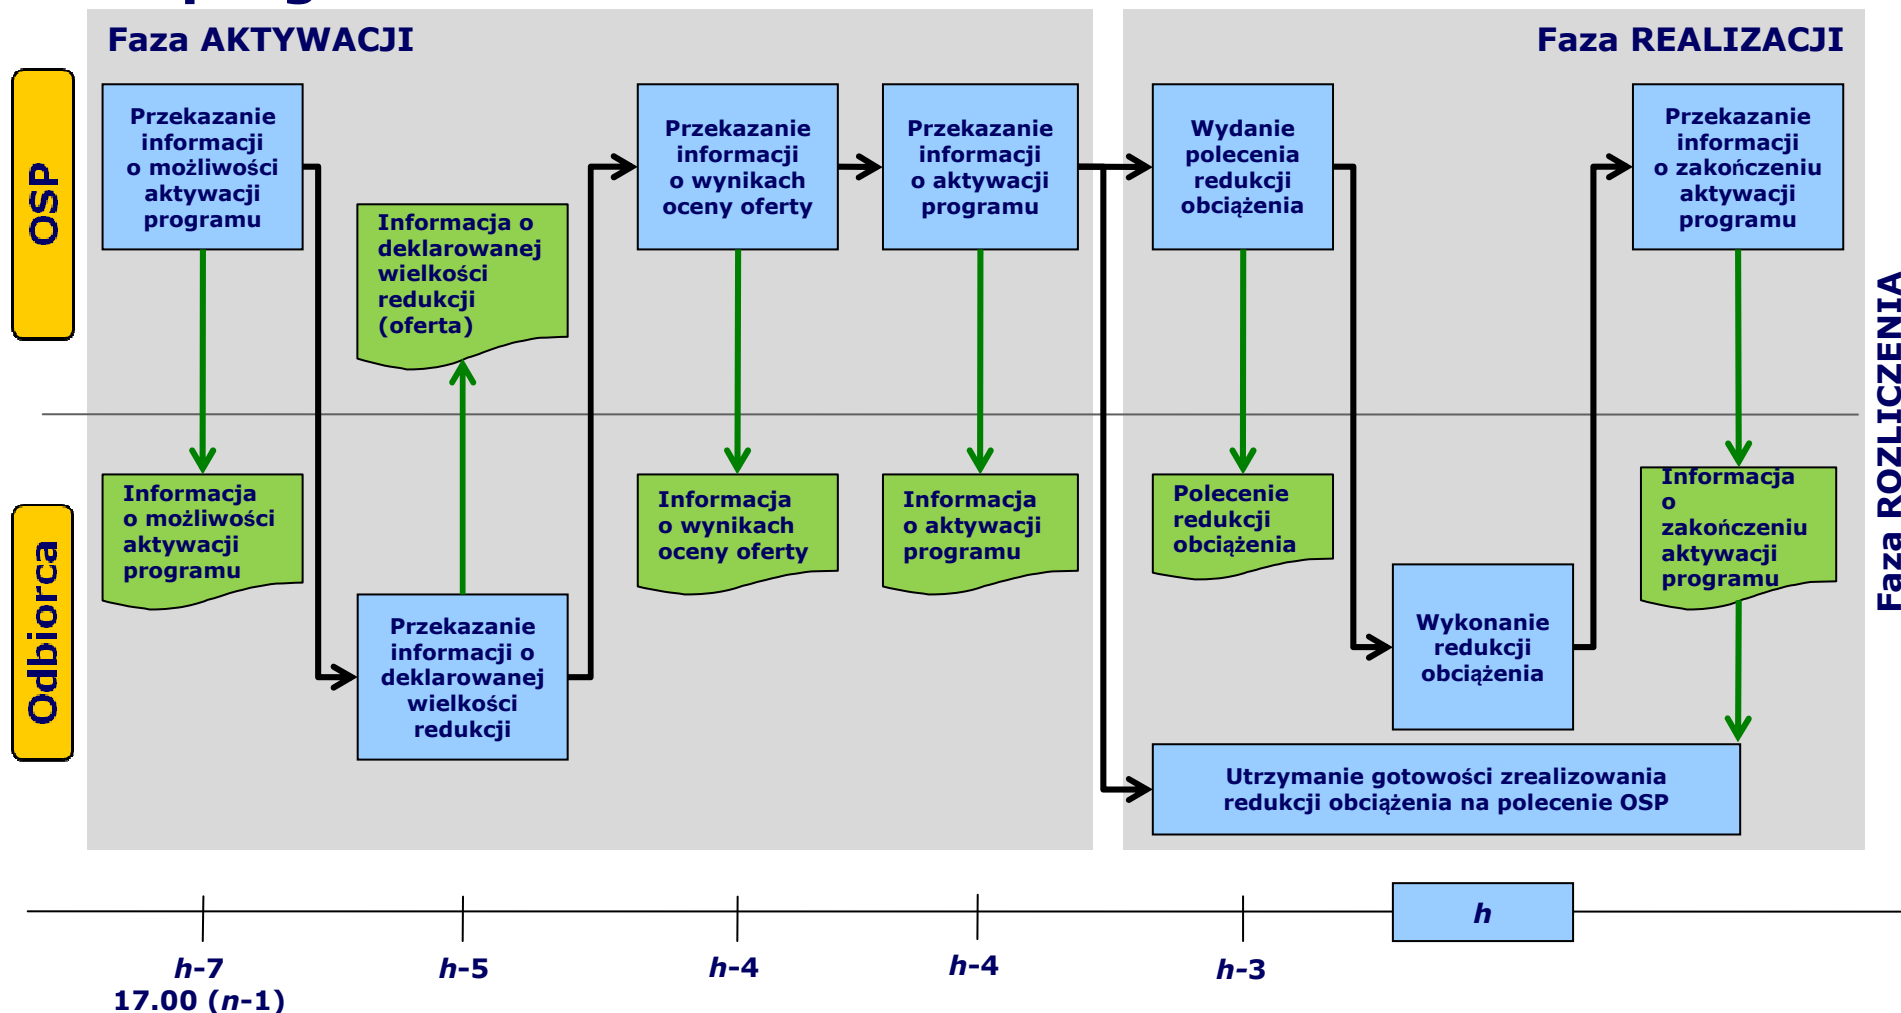 Faza AKTYWACJI
Faza REALIZACJI
OSP
Przekazanie
informacji
o możliwości
aktywacji
programu
Informacja o
deklarowanej
wielkości
redukcji
(oferta)
Przekazanie
informacji
o wynikach
oceny oferty
Przekazanie
informacji
o aktywacji
programu
Wydanie
polecenia
redukcji
obciążenia
Przekazanie
informacji
o zakończeniu
aktywacji
programu
Faza ROZLICZENIA
Odbiorca
Informacja
o możliwości
aktywacji
programu
Przekazanie
informacji o
deklarowanej
wielkości
redukcji
Informacja
o wynikach
oceny oferty
Informacja
o aktywacji
programu
Polecenie
redukcji
obciążenia
Wykonanie
redukcji
obciążenia
Informacja
o
zakończeniu
aktywacji
programu
Utrzymanie gotowości zrealizowania
redukcji obciążenia na polecenie OSP
h
h-7
17.00 (n-1)
h-5
h-4
h-4
h-3